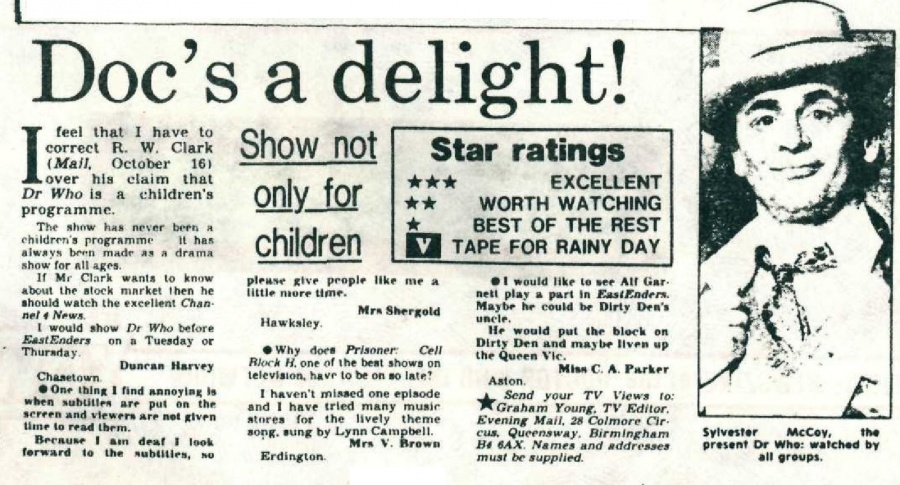 Doc's a delight!
I feel that I have to
correct R. W. Clark
(Mail, October 16)
over his claim that
Dr Who is a children's
programme.
The show has never been a
children's programme it has
always been made as a drama
show for all ages.
If Mr Clark wants to know
about the stock market then he
should watch the excellent Chan-
nel 4 News.
I would show Dr Who before
EastEnders on a Tuesday or
Thursday.
Duncan Harvey
Chasetown.
● One thing I find annoying is
when subtitles are put on the
screen and viewers are not given
time to read them.
Because I am deaf I look
forward to the subtitles, so
Show not
only for
children
please give people like me a
little more time.
Mrs Shergold
Hawksley.
● Why does Prisoner: Cell
Block H, one of the best shows on
television, have to be on so late?
I haven't missed one episode
and I have tried many music
stores for the lively theme
song, sung by Lynn Campbell.
Mrs V. Brown
Erdington.
Star ratings
★★★ EXCELLENT
★★ WORTH WATCHING
★ BEST OF THE REST
V TAPE FOR RAINY DAY
● I would like to see Alf Gar-
nett play a part in EastEnders.
Maybe he could be Dirty Den's
uncle.
He would put the block on
Dirty Den and maybe liven up
the Queen Vic.
Miss C. A. Parker
Aston.
★ Send your TV Views to:
Graham Young, TV Editor,
Evening Mail, 28 Colmore Cir-
cus, Queensway, Birmingham
B4 6AX. Names and addresses
must be supplied.
Sylvester McCoy, the
present Dr Who: watched by
all groups.